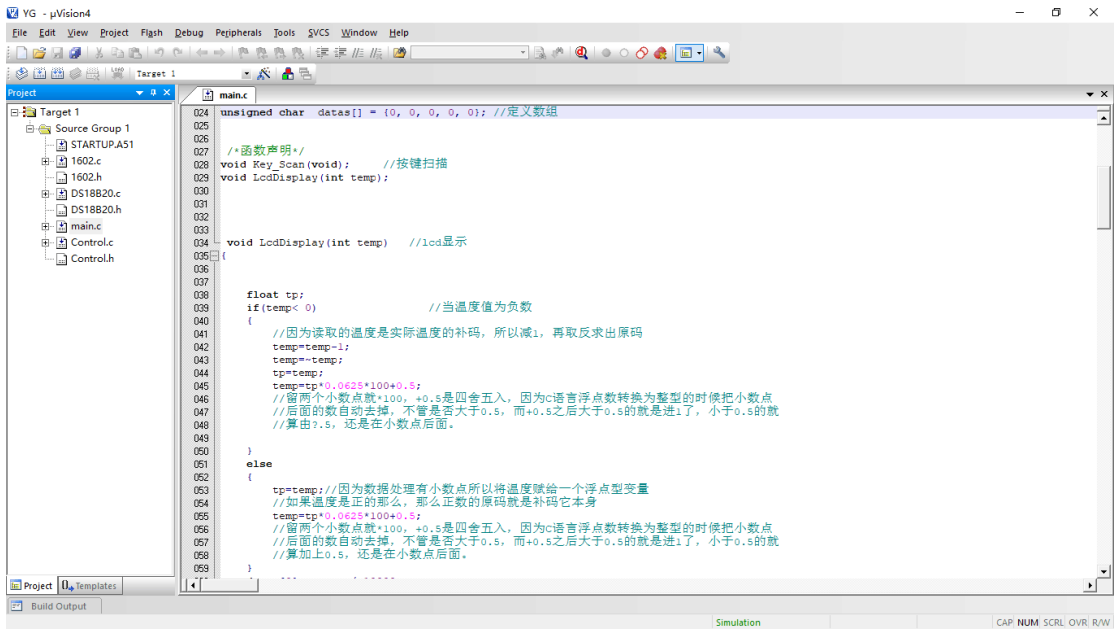 YG - µVision4
File Edit View Project Flash Debug Peripherals Tools SVCS Window Help
Target 1
Project
main.c
Target 1
Source Group 1
STARTUP.A51
1602.c
1602.h
DS18B20.c
DS18B20.h
main.c
Control.c
Control.h
024 unsigned char datas[] = {0, 0, 0, 0, 0}; //定义数组
025
026
027 /*函数声明*/
028 void Key_Scan(void); //按键扫描
029 void LcdDisplay(int temp);
030
031
032
033
034 void LcdDisplay(int temp) //lcd显示
035 {
036
037
038 float tp;
039 if(temp< 0) //当温度值为负数
040 {
041 //因为读取的温度是实际温度的补码，所以减1，再取反求出原码
042 temp=temp-1;
043 temp=~temp;
044 tp=temp;
045 temp=tp*0.0625*100+0.5;
046 //留两个小数点就*100，+0.5是四舍五入，因为C语言浮点数转换为整型的时候把小数点
047 //后面的数自动去掉，不管是否大于0.5，而+0.5之后大于0.5的就是进1了，小于0.5的就
048 //算由?.5，还是在小数点后面。
049
050 }
051 else
052 {
053 tp=temp;//因为数据处理有小数点所以将温度赋给一个浮点型变量
054 //如果温度是正的那么，那么正数的原码就是补码它本身
055 temp=tp*0.0625*100+0.5;
056 //留两个小数点就*100，+0.5是四舍五入，因为C语言浮点数转换为整型的时候把小数点
057 //后面的数自动去掉，不管是否大于0.5，而+0.5之后大于0.5的就是进1了，小于0.5的就
058 //算加上0.5，还是在小数点后面。
059 }
Project Templates
Build Output
Simulation CAP NUM SCRL OVR R/W